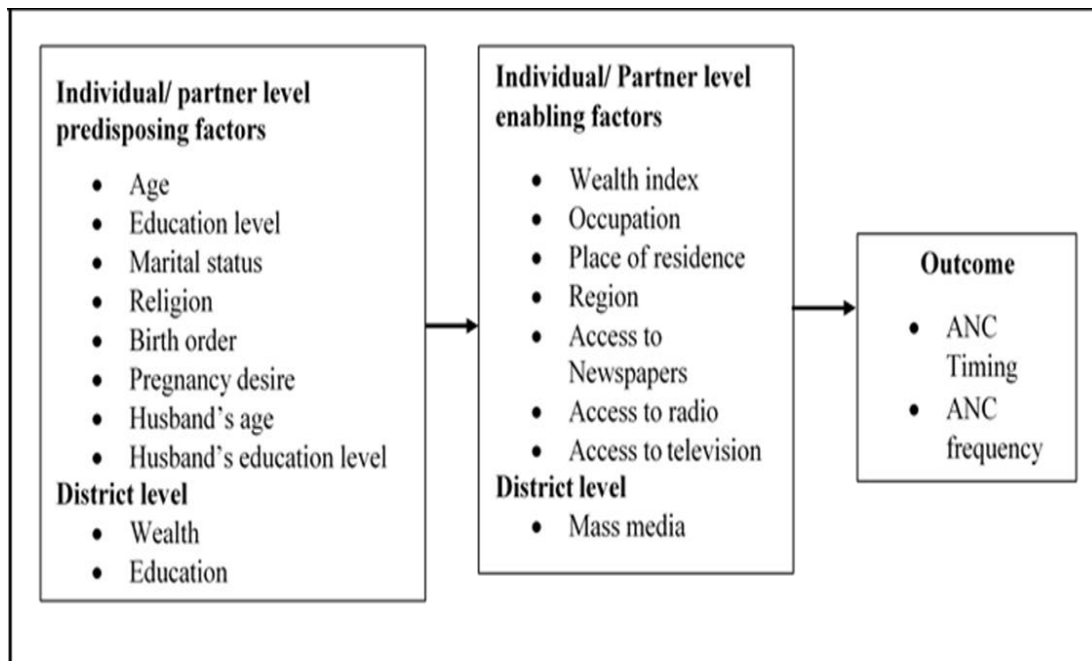 Individual/ partner level
predisposing factors
• Age
• Education level
• Marital status
• Religion
• Birth order
• Pregnancy desire
• Husband's age
• Husband's education level
District level
• Wealth
• Education
Individual/ Partner level
enabling factors
• Wealth index
• Occupation
• Place of residence
• Region
• Access to
Newspapers
• Access to radio
• Access to television
District level
• Mass media
Outcome
• ANC
Timing
• ANC
frequency